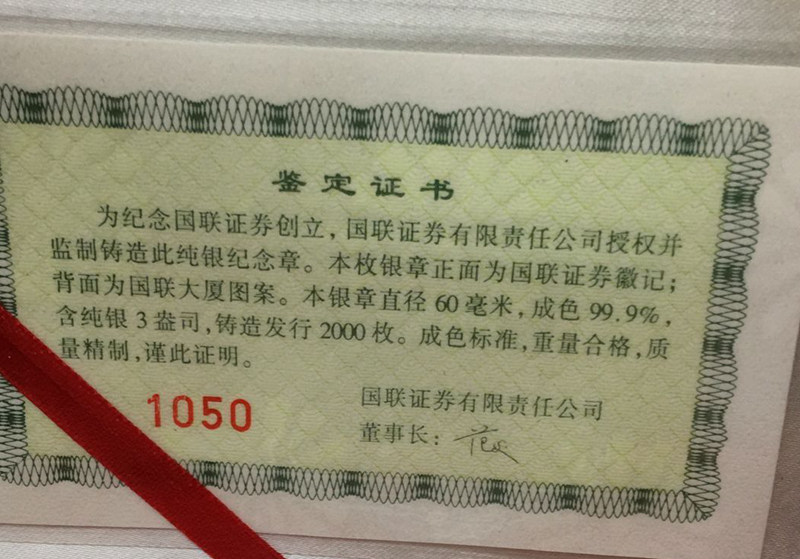 鉴定证书
为纪念国联证券创立，国联证券有限责任公司授权并
监制铸造此纯银纪念章。本枚银章正面为国联证券徽记；
背面为国联大厦图案。本银章直径60毫米，成色99.9%，
含纯银3盎司，铸造发行2000枚。成色标准，重量合格，质
量精制，谨此证明。
1050
国联证券有限责任公司
董事长：